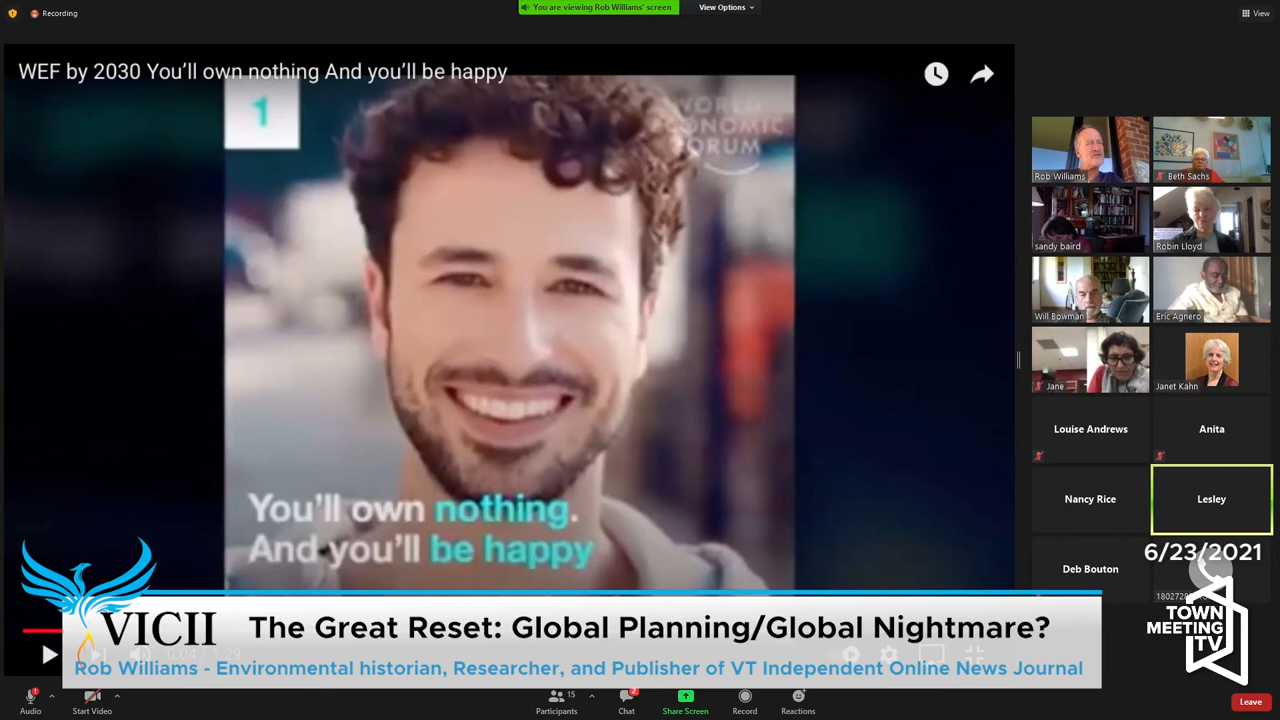 Recording
You are viewing Rob Williams' screen
View Options
View
WEF by 2030 You'll own nothing And you'll be happy
1
WORLD
ECONOMIC
FORUM
You'll own nothing.
And you'll be happy
Rob Williams
Beth Sachs
sandy baird
Robin Lloyd
Will Bowman
Eric Agnero
Jane
Janet Kahn
Louise Andrews
Anita
Nancy Rice
Lesley
Deb Bouton
6/23/2021
TOWN
MEETING
TV
VICII
The Great Reset: Global Planning/Global Nightmare?
Rob Williams - Environmental historian, Researcher, and Publisher of VT Independent Online News Journal
0:04 / 1:29
Audio
Start Video
15
Participants
2
Chat
Share Screen
Record
Reactions
Leave